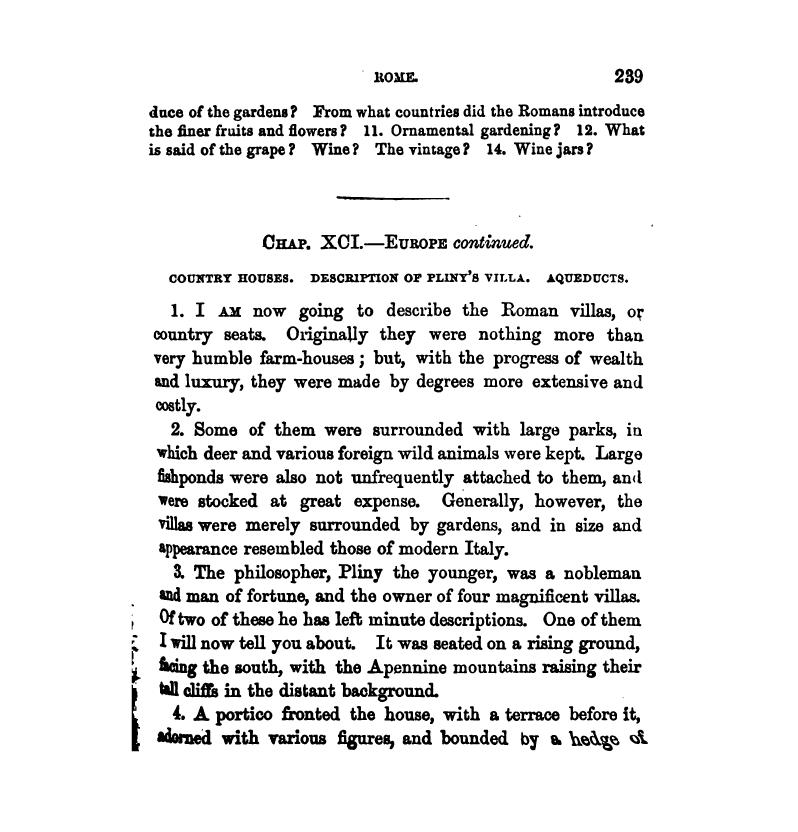 ROME. 239
duce of the gardens? From what countries did the Romans introduce
the finer fruits and flowers? 11. Ornamental gardening? 12. What
is said of the grape? Wine? The vintage? 14. Wine jars?
CHAP. XCI.—EUROPE continued.
COUNTRY HOUSES. DESCRIPTION OF PLINY'S VILLA. AQUEDUCTS.
1. I AM now going to describe the Roman villas, or
country seats. Originally they were nothing more than
very humble farm-houses; but, with the progress of wealth
and luxury, they were made by degrees more extensive and
costly.
2. Some of them were surrounded with large parks, in
which deer and various foreign wild animals were kept. Large
fishponds were also not unfrequently attached to them, and
were stocked at great expense. Generally, however, the
villas were merely surrounded by gardens, and in size and
appearance resembled those of modern Italy.
3. The philosopher, Pliny the younger, was a nobleman
and man of fortune, and the owner of four magnificent villas.
Of two of these he has left minute descriptions. One of them
I will now tell you about. It was seated on a rising ground,
facing the south, with the Apennine mountains raising their
tall cliffs in the distant background.
4. A portico fronted the house, with a terrace before it,
adorned with various figures, and bounded by a hedge of